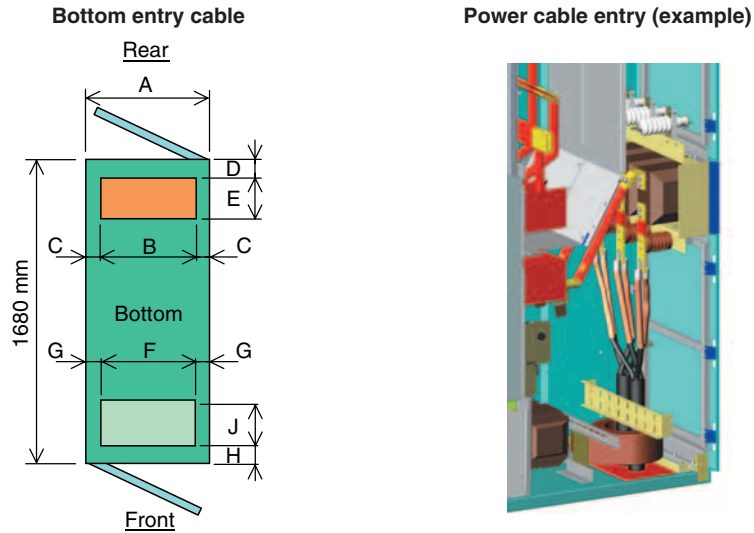 Bottom entry cable
Rear
A
D
E
C B C
1680 mm
Bottom
G F G
J
H
Front
Power cable entry (example)